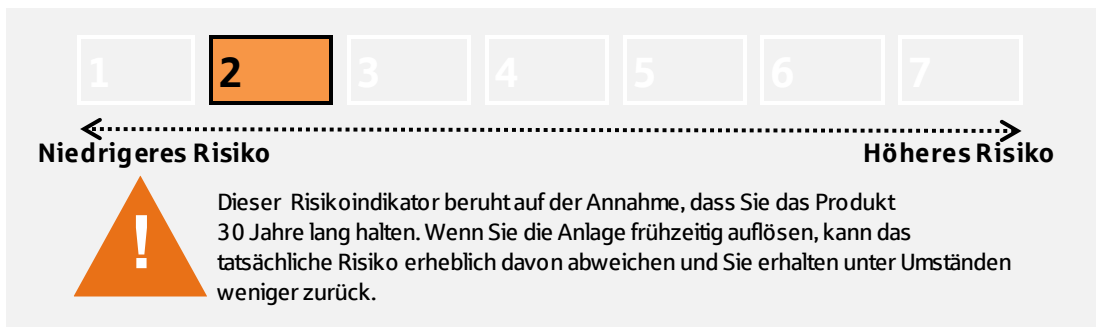 1 2 3 4 5 6 7
Niedrigeres Risiko Höheres Risiko
!
Dieser Risikoindikator beruht auf der Annahme, dass Sie das Produkt
30 Jahre lang halten. Wenn Sie die Anlage frühzeitig auflösen, kann das
tatsächliche Risiko erheblich davon abweichen und Sie erhalten unter Umständen
weniger zurück.